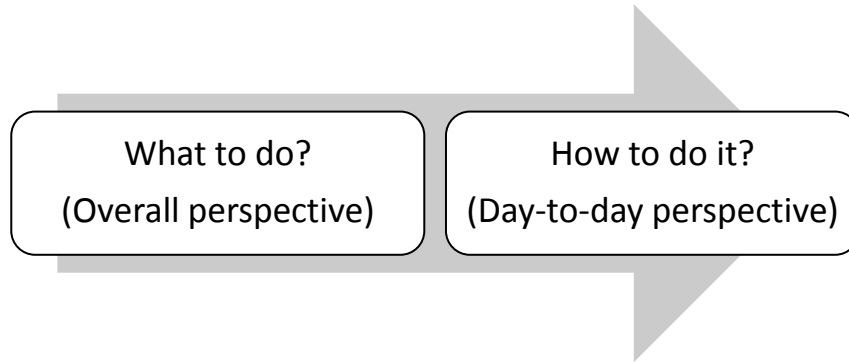 What to do?
(Overall perspective)
How to do it?
(Day-to-day perspective)